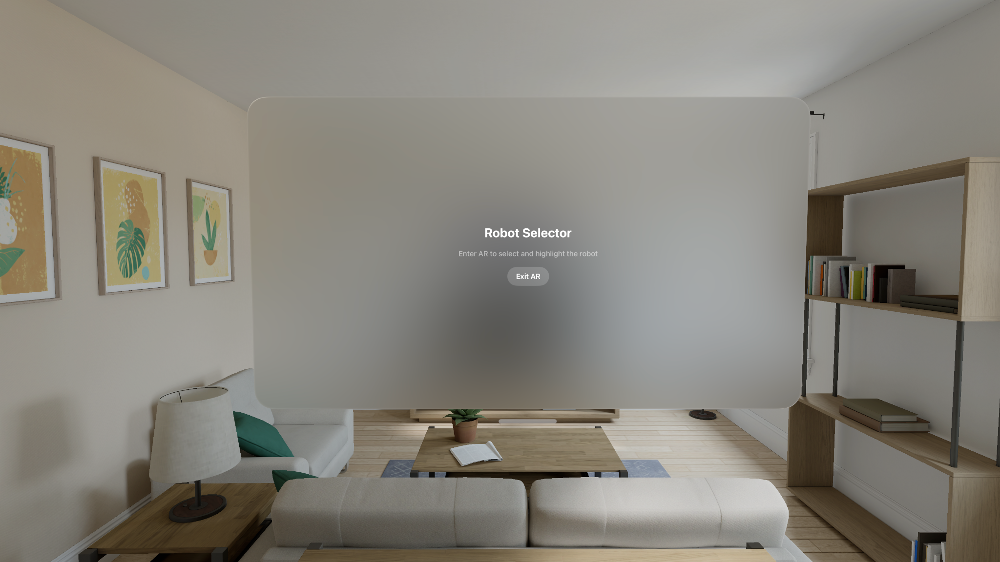 Robot Selector
Enter AR to select and highlight the robot
Exit AR